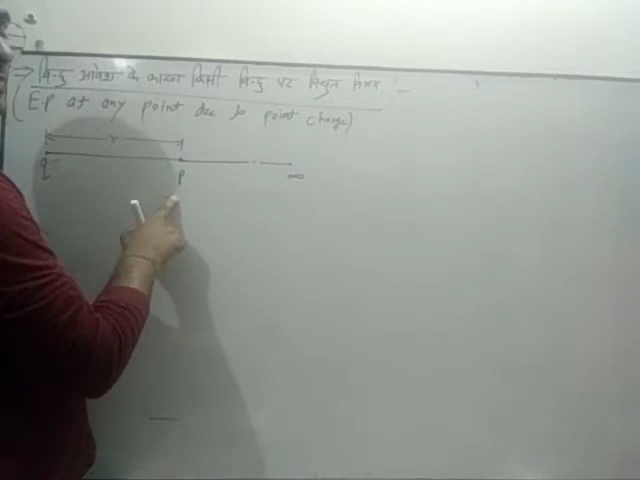 ⇒ बिन्दु आवेश के कारण किसी बिन्दु पर विद्युत विभव :-
( E.P at any point due to point charge)
r
q P ∞